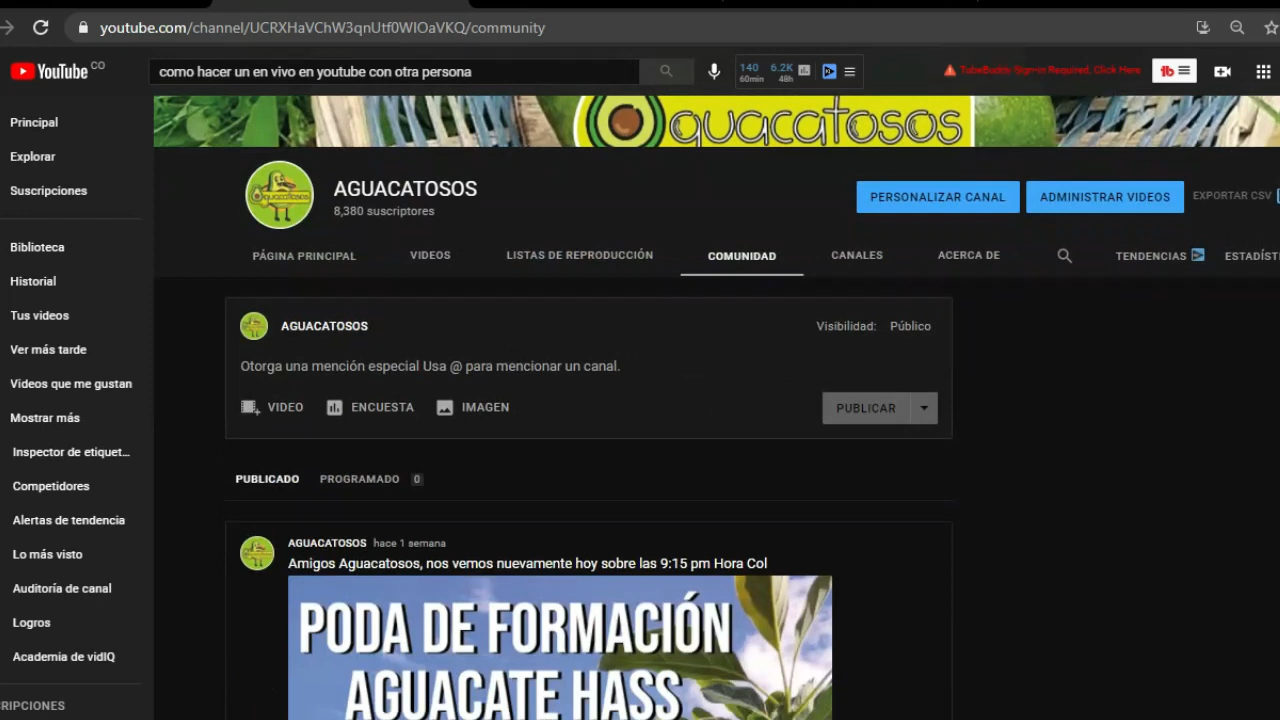 youtube.com/channel/UCRXHaVChW3qnUtf0WIOaVKQ/community
YouTube CO
como hacer un en vivo en youtube con otra persona
140 6.2K
60min 48h
TubeBuddy Sign-in Required, Click Here
tb
Principal
Explorar
Suscripciones
Biblioteca
Historial
Tus videos
Ver más tarde
Videos que me gustan
Mostrar más
Inspector de etiquet...
Competidores
Alertas de tendencia
Lo más visto
Auditoría de canal
Logros
Academia de vidIQ
CRIPCIONES
aguacatosos
aguacatosos
AGUACATOSOS
8,380 suscriptores
PERSONALIZAR CANAL
ADMINISTRAR VIDEOS
EXPORTAR CSV
PÁGINA PRINCIPAL
VIDEOS
LISTAS DE REPRODUCCIÓN
COMUNIDAD
CANALES
ACERCA DE
TENDENCIAS
ESTADÍST
AGUACATOSOS
Visibilidad: Público
Otorga una mención especial Usa @ para mencionar un canal.
VIDEO
ENCUESTA
IMAGEN
PUBLICAR
PUBLICADO
PROGRAMADO 0
AGUACATOSOS hace 1 semana
Amigos Aguacatosos, nos vemos nuevamente hoy sobre las 9:15 pm Hora Col
PODA DE FORMACIÓN
AGUACATE HASS